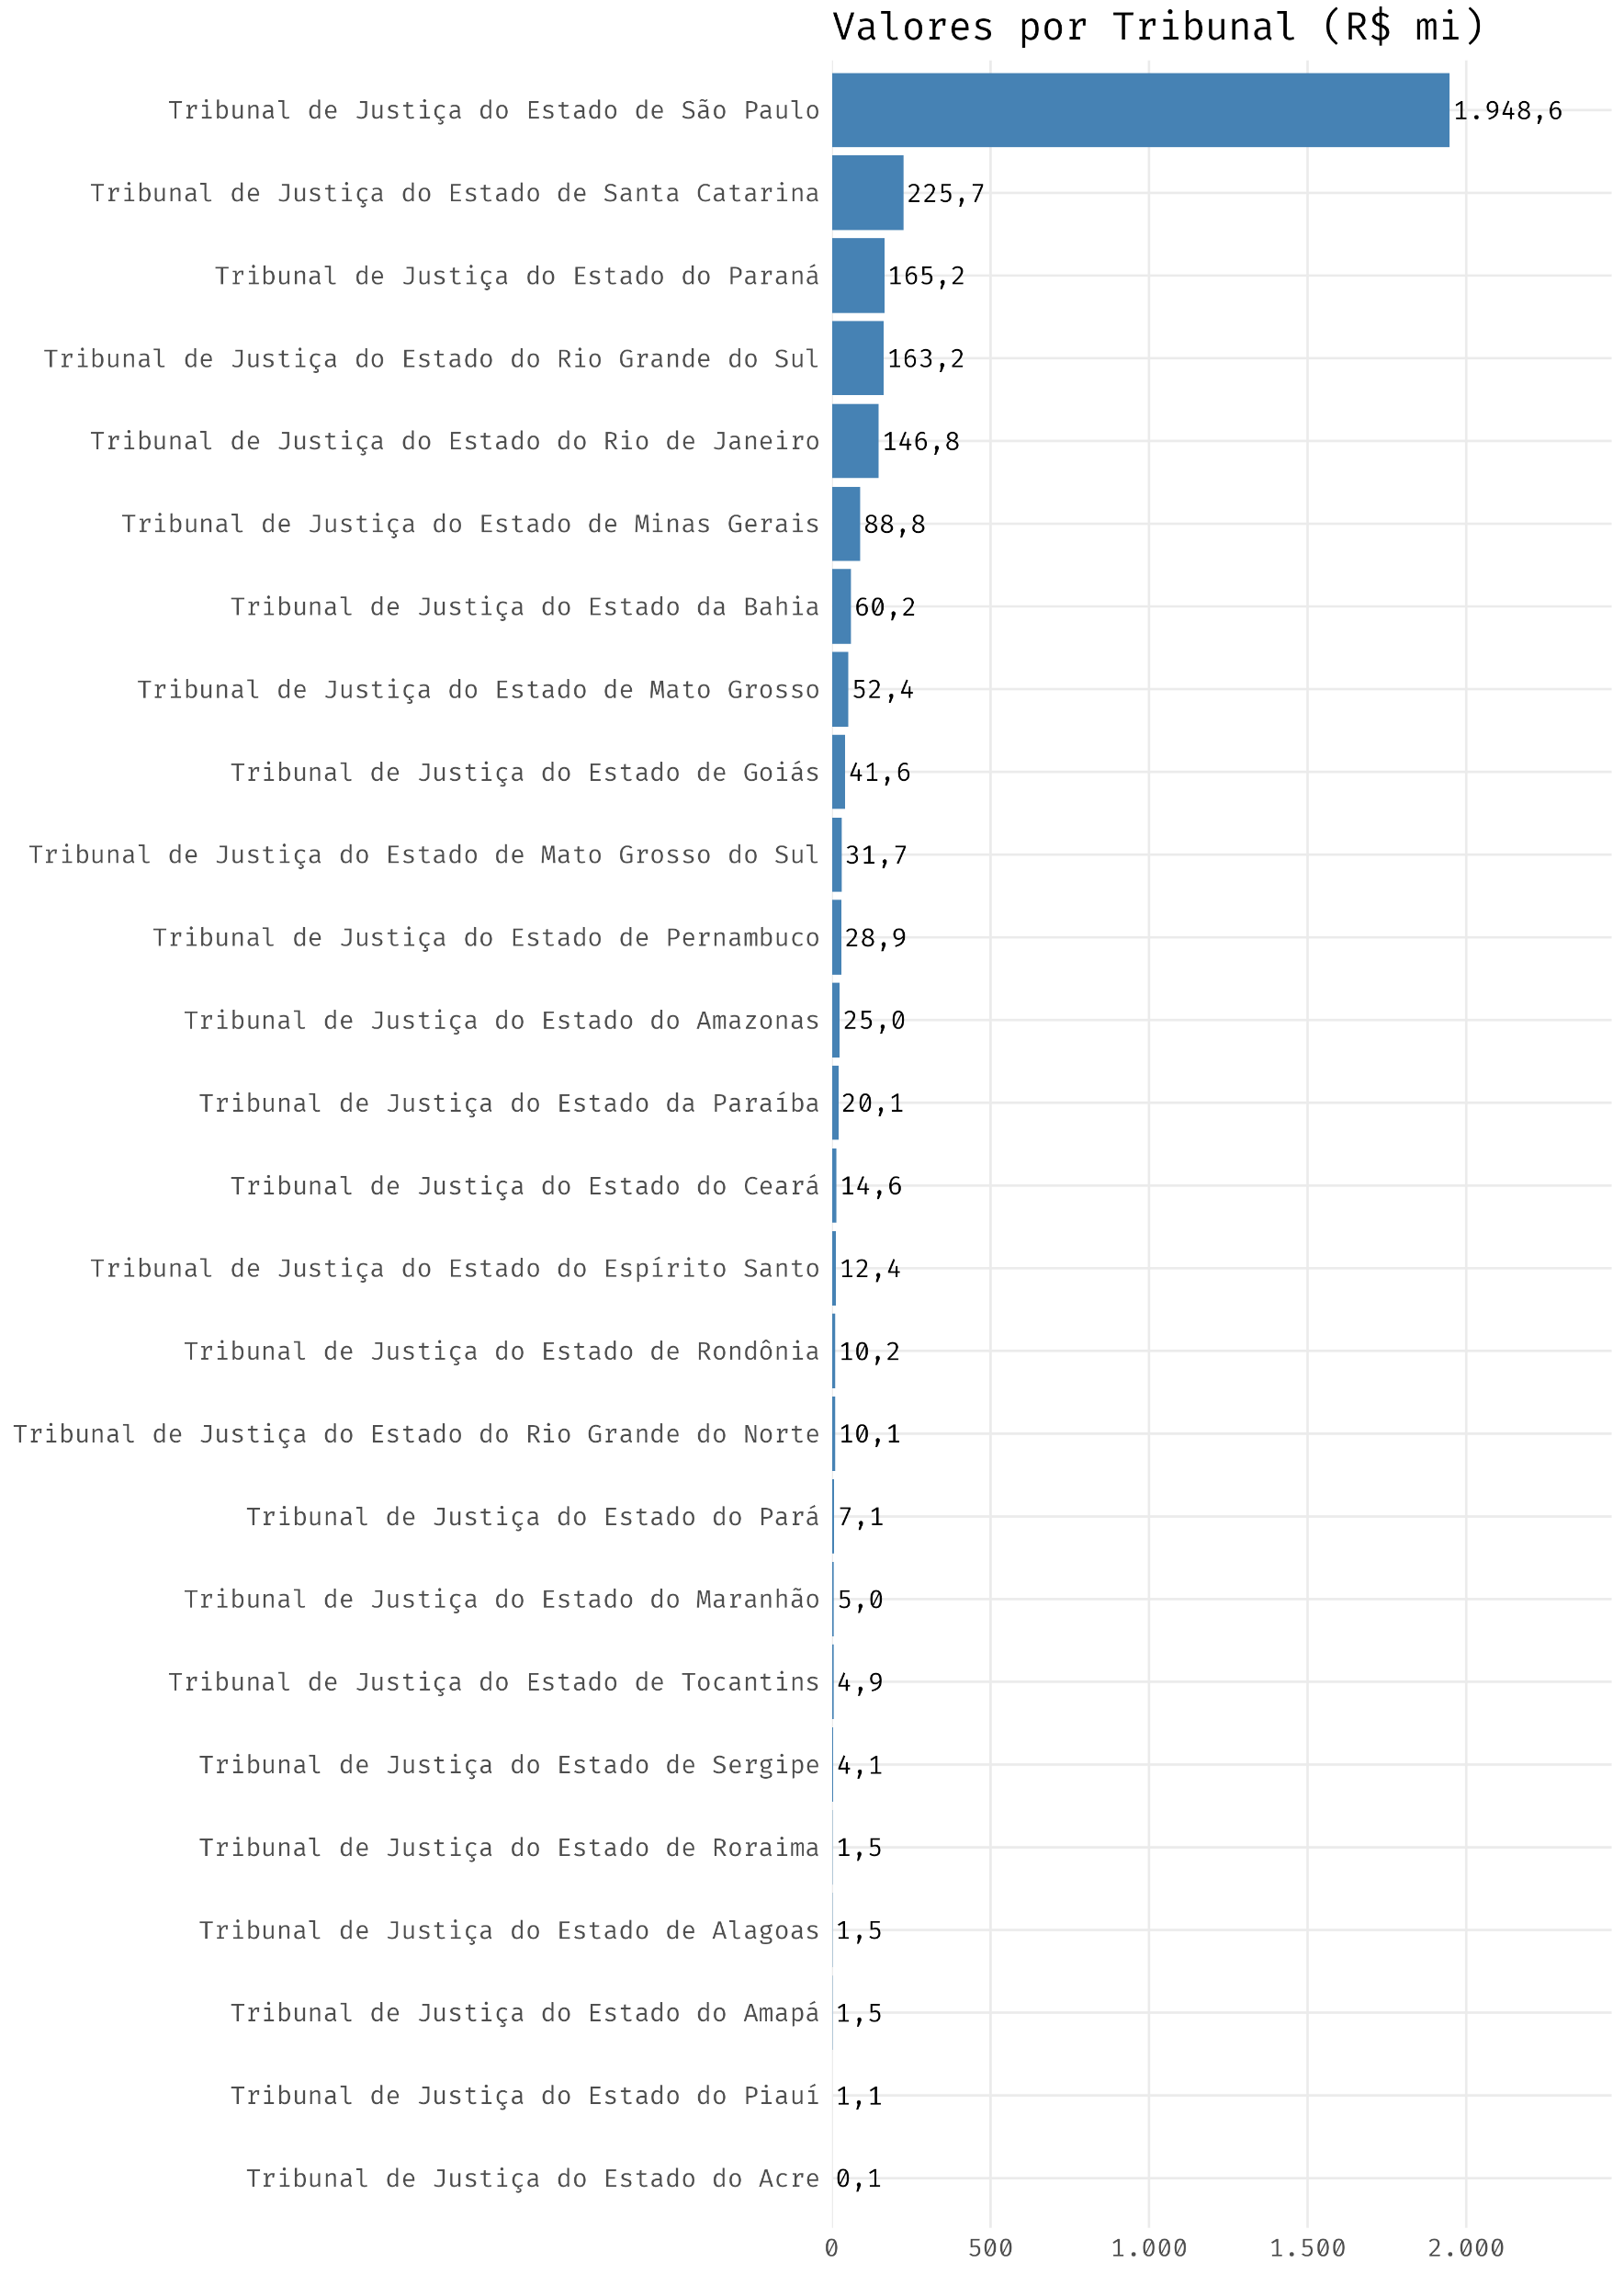 Valores por Tribunal (R$ mi)
Tribunal de Justiça do Estado de São Paulo 1.948,6
Tribunal de Justiça do Estado de Santa Catarina 225,7
Tribunal de Justiça do Estado do Paraná 165,2
Tribunal de Justiça do Estado do Rio Grande do Sul 163,2
Tribunal de Justiça do Estado do Rio de Janeiro 146,8
Tribunal de Justiça do Estado de Minas Gerais 88,8
Tribunal de Justiça do Estado da Bahia 60,2
Tribunal de Justiça do Estado de Mato Grosso 52,4
Tribunal de Justiça do Estado de Goiás 41,6
Tribunal de Justiça do Estado de Mato Grosso do Sul 31,7
Tribunal de Justiça do Estado de Pernambuco 28,9
Tribunal de Justiça do Estado do Amazonas 25,0
Tribunal de Justiça do Estado da Paraíba 20,1
Tribunal de Justiça do Estado do Ceará 14,6
Tribunal de Justiça do Estado do Espírito Santo 12,4
Tribunal de Justiça do Estado de Rondônia 10,2
Tribunal de Justiça do Estado do Rio Grande do Norte 10,1
Tribunal de Justiça do Estado do Pará 7,1
Tribunal de Justiça do Estado do Maranhão 5,0
Tribunal de Justiça do Estado de Tocantins 4,9
Tribunal de Justiça do Estado de Sergipe 4,1
Tribunal de Justiça do Estado de Roraima 1,5
Tribunal de Justiça do Estado de Alagoas 1,5
Tribunal de Justiça do Estado do Amapá 1,5
Tribunal de Justiça do Estado do Piauí 1,1
Tribunal de Justiça do Estado do Acre 0,1
0 500 1.000 1.500 2.000